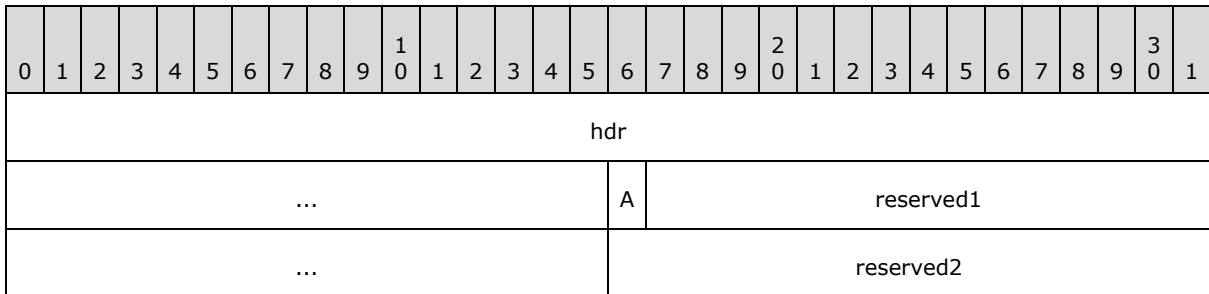 1 2 3
0 1 2 3 4 5 6 7 8 9 0 1 2 3 4 5 6 7 8 9 0 1 2 3 4 5 6 7 8 9 0 1
hdr
... A reserved1
... reserved2